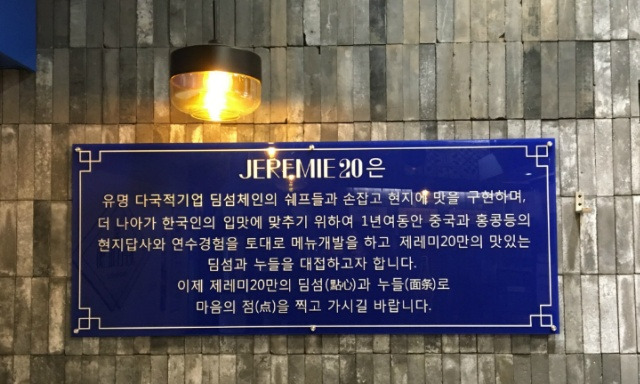 JEREMIE 20 은
유명 다국적기업 딤섬체인의 쉐프들과 손잡고 현지에 맛을 구현하며,
더 나아가 한국인의 입맛에 맞추기 위하여 1년여동안 중국과 홍콩등의
현지답사와 연수경험을 토대로 메뉴개발을 하고 제레미20만의 맛있는
딤섬과 누들을 대접하고자 합니다.
이제 제레미20만의 딤섬(點心)과 누들(面条)로
마음의 점(点)을 찍고 가시길 바랍니다.